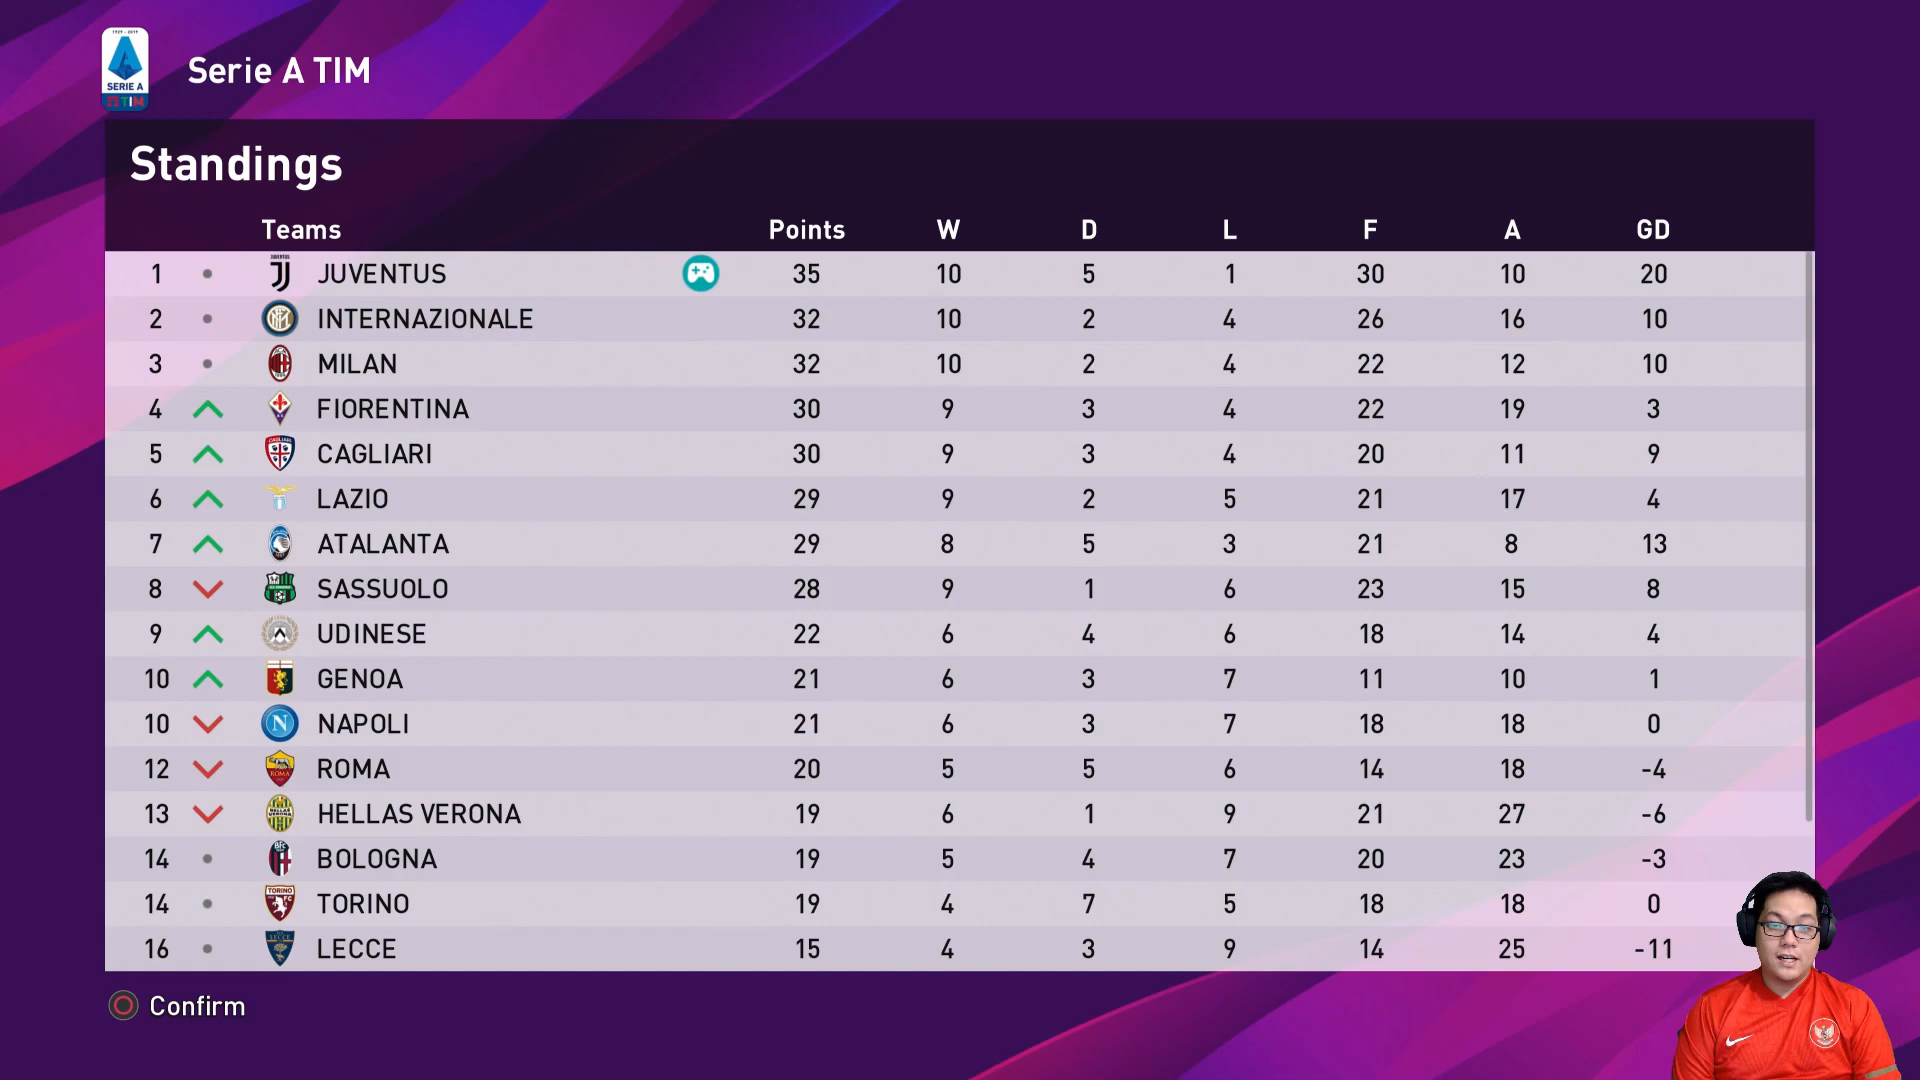 1929 - 2019
SERIE A
TIM
Serie A TIM
Standings
Teams Points W D L F A GD
1 JUVENTUS 35 10 5 1 30 10 20
2 INTERNAZIONALE 32 10 2 4 26 16 10
3 MILAN 32 10 2 4 22 12 10
4 FIORENTINA 30 9 3 4 22 19 3
5 CAGLIARI 30 9 3 4 20 11 9
6 LAZIO 29 9 2 5 21 17 4
7 ATALANTA 29 8 5 3 21 8 13
8 SASSUOLO 28 9 1 6 23 15 8
9 UDINESE 22 6 4 6 18 14 4
10 GENOA 21 6 3 7 11 10 1
10 NAPOLI 21 6 3 7 18 18 0
12 ROMA 20 5 5 6 14 18 -4
13 HELLAS VERONA 19 6 1 9 21 27 -6
14 BOLOGNA 19 5 4 7 20 23 -3
14 TORINO 19 4 7 5 18 18 0
16 LECCE 15 4 3 9 14 25 -11
Confirm